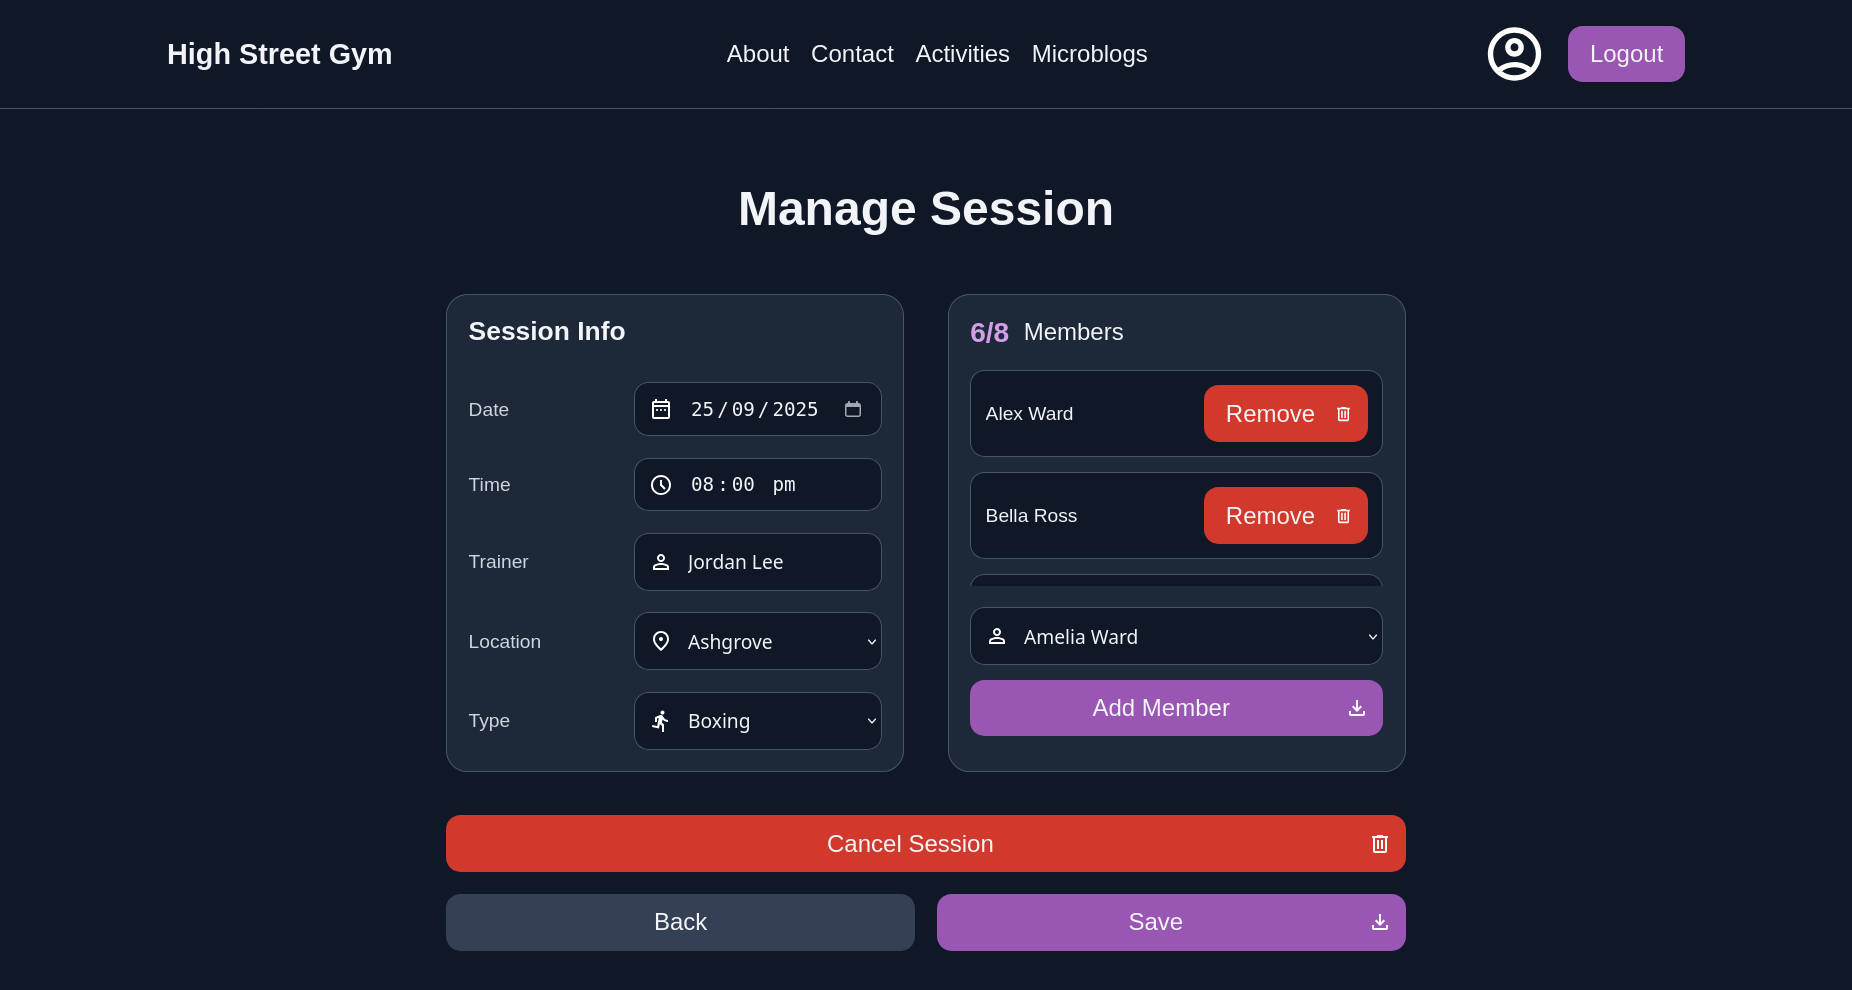 High Street Gym
About Contact Activities Microblogs
Logout
Manage Session
Session Info
Date
25/09/2025
Time
08:00 pm
Trainer
Jordan Lee
Location
Ashgrove
Type
Boxing
6/8 Members
Alex Ward
Remove
Bella Ross
Remove
Amelia Ward
Add Member
Cancel Session
Back
Save